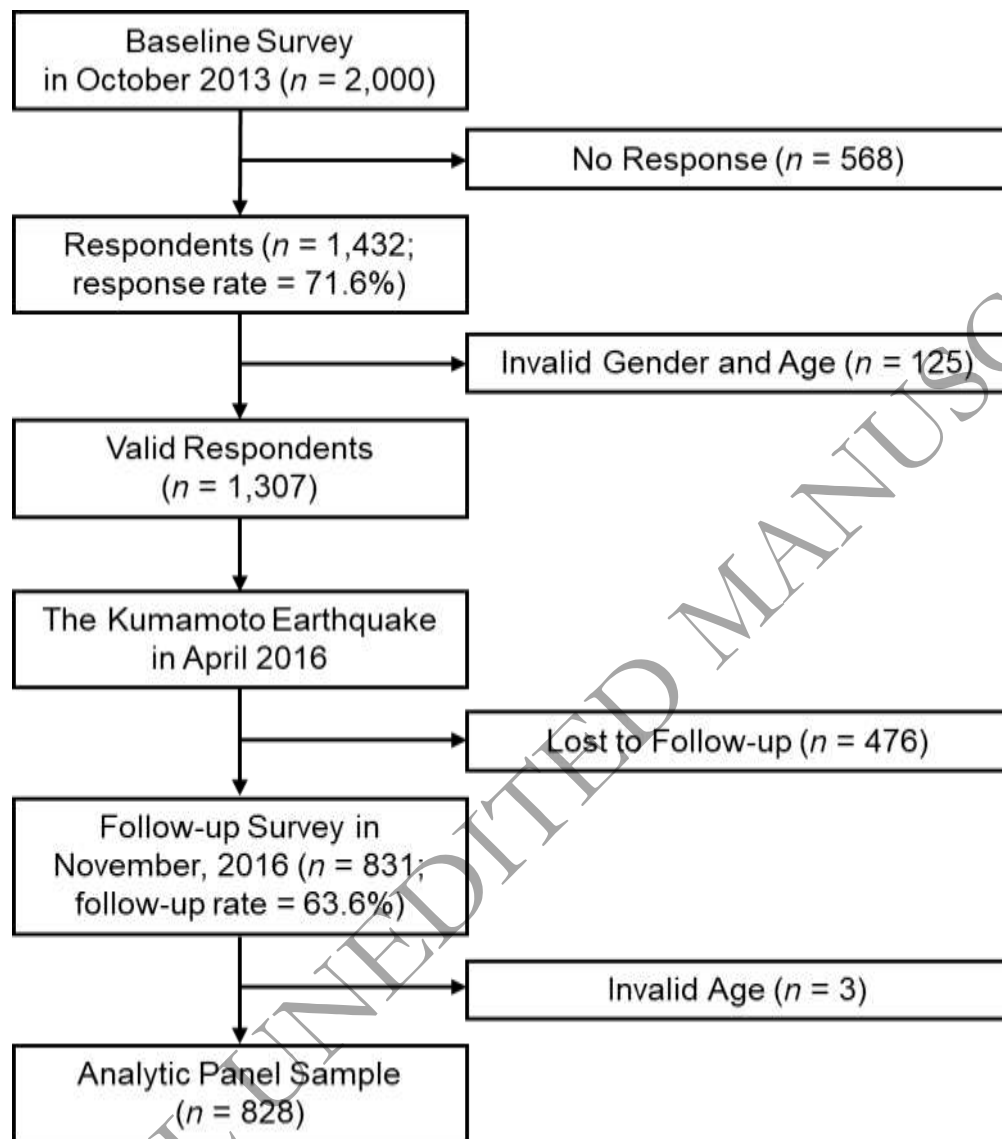 Baseline Survey
in October 2013 (n = 2,000)
No Response (n = 568)
Respondents (n = 1,432;
response rate = 71.6%)
Invalid Gender and Age (n = 125)
Valid Respondents
(n = 1,307)
The Kumamoto Earthquake
in April 2016
Lost to Follow-up (n = 476)
Follow-up Survey in
November, 2016 (n = 831;
follow-up rate = 63.6%)
Invalid Age (n = 3)
Analytic Panel Sample
(n = 828)
UNEDITED